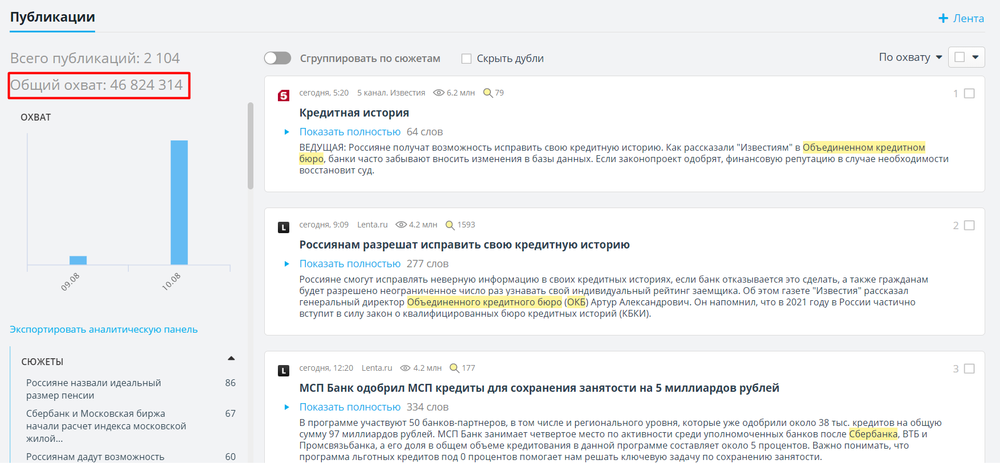 Публикации
+ Лента
Всего публикаций: 2 104
Общий охват: 46 824 314
ОХВАТ
09.08
10.08
Экспортировать аналитическую панель
СЮЖЕТЫ
Россияне назвали идеальный
размер пенсии
86
Сбербанк и Московская биржа
начали расчет индекса московской
жилой...
67
Россиянам дадут возможность
60
Сгруппировать по сюжетам
Скрыть дубли
По охвату
5
сегодня, 5:20 5 канал. Известия 6.2 млн 79
1
Кредитная история
Показать полностью 64 слов
ВЕДУЩАЯ: Россияне получат возможность исправить свою кредитную историю. Как рассказали "Известиям" в Объединенном кредитном
бюро, банки часто забывают вносить изменения в базы данных. Если законопроект одобрят, финансовую репутацию в случае необходимости
восстановит суд.
L
сегодня, 9:09 Lenta.ru 4.2 млн 1593
2
Россиянам разрешат исправить свою кредитную историю
Показать полностью 277 слов
Россияне смогут исправлять неверную информацию в своих кредитных историях, если банк отказывается это сделать, а также гражданам
будет разрешено неограниченное число раз узнавать свой индивидуальный рейтинг заемщика. Об этом газете "Известия" рассказал
генеральный директор Объединенного кредитного бюро (ОКБ) Артур Александрович. Он напомнил, что в 2021 году в России частично
вступит в силу закон о квалифицированных бюро кредитных историй (КБКИ).
L
сегодня, 12:20 Lenta.ru 4.2 млн 177
3
МСП Банк одобрил МСП кредиты для сохранения занятости на 5 миллиардов рублей
Показать полностью 334 слов
В программе участвуют 50 банков-партнеров, в том числе и регионального уровня, которые уже одобрили около 38 тыс. кредитов на общую
сумму 97 миллиардов рублей. МСП Банк занимает четвертое место по активности среди уполномоченных банков после Сбербанка, ВТБ и
Промсвязьбанка, а его доля в общем объеме кредитования в данной программе составляет около 5 процентов. Важно понимать, что
программа льготных кредитов под 0 процентов помогает нам решать ключевую задачу по сохранению занятости.